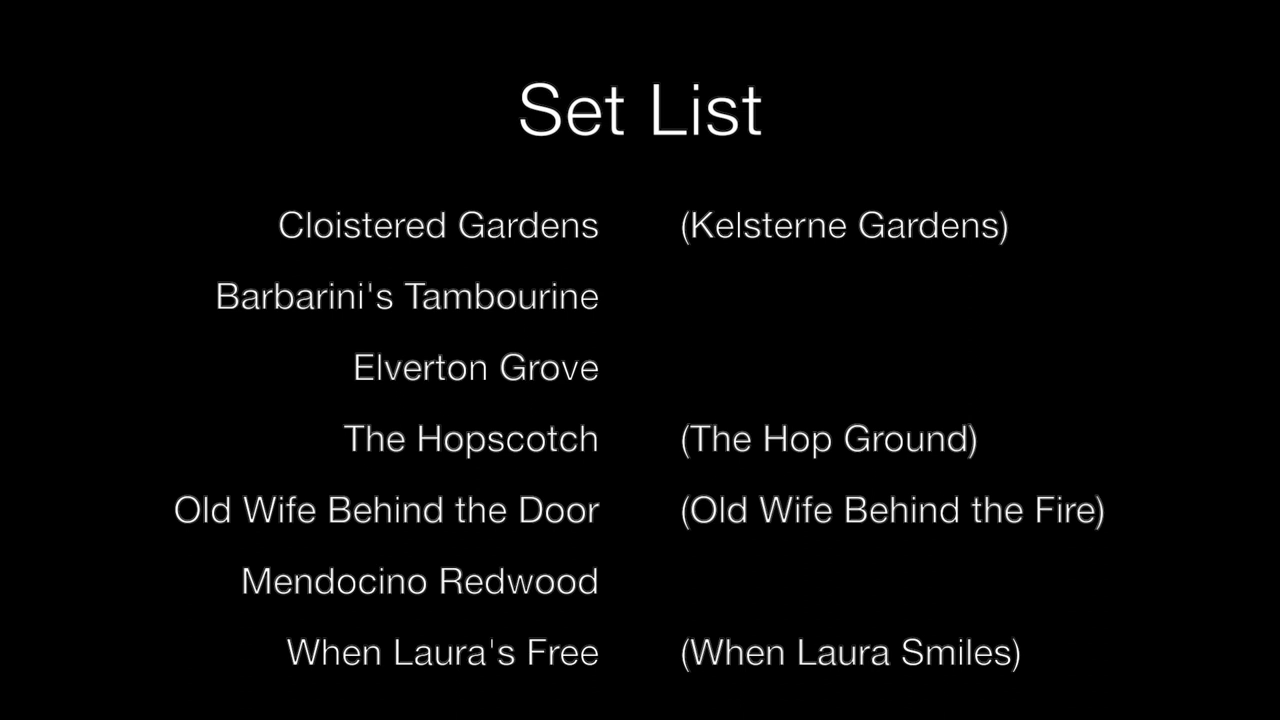 Set List
Cloistered Gardens (Kelsterne Gardens)
Barbarini's Tambourine
Elverton Grove
The Hopscotch (The Hop Ground)
Old Wife Behind the Door (Old Wife Behind the Fire)
Mendocino Redwood
When Laura's Free (When Laura Smiles)